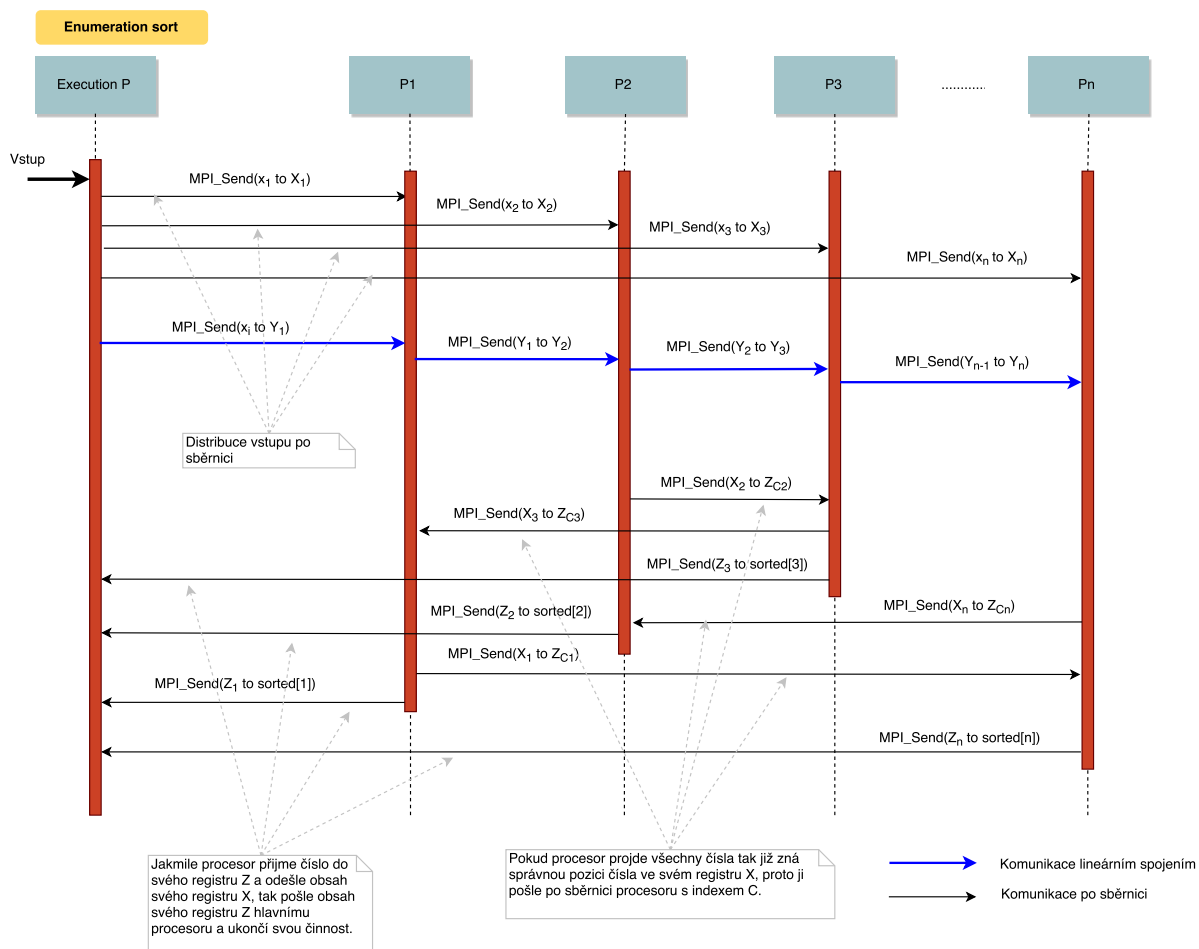 Enumeration sort
Execution P
P1
P2
P3
............
Pn
Vstup
MPI_Send(x1 to X1)
MPI_Send(x2 to X2)
MPI_Send(x3 to X3)
MPI_Send(xn to Xn)
MPI_Send(xi to Y1)
MPI_Send(Y1 to Y2)
MPI_Send(Y2 to Y3)
MPI_Send(Yn-1 to Yn)
Distribuce vstupu po
sběrnici
MPI_Send(X2 to ZC2)
MPI_Send(X3 to ZC3)
MPI_Send(Z3 to sorted[3])
MPI_Send(Xn to ZCn)
MPI_Send(Z2 to sorted[2])
MPI_Send(X1 to ZC1)
MPI_Send(Z1 to sorted[1])
MPI_Send(Zn to sorted[n])
Jakmile procesor přijme číslo do
svého registru Z a odešle obsah
svého registru X, tak pošle obsah
svého registru Z hlavnímu
procesoru a ukončí svou činnost.
Pokud procesor projde všechny čísla tak již zná
správnou pozici čísla ve svém registru X, proto ji
pošle po sběrnici procesoru s indexem C.
Komunikace lineárním spojením
Komunikace po sběrnici